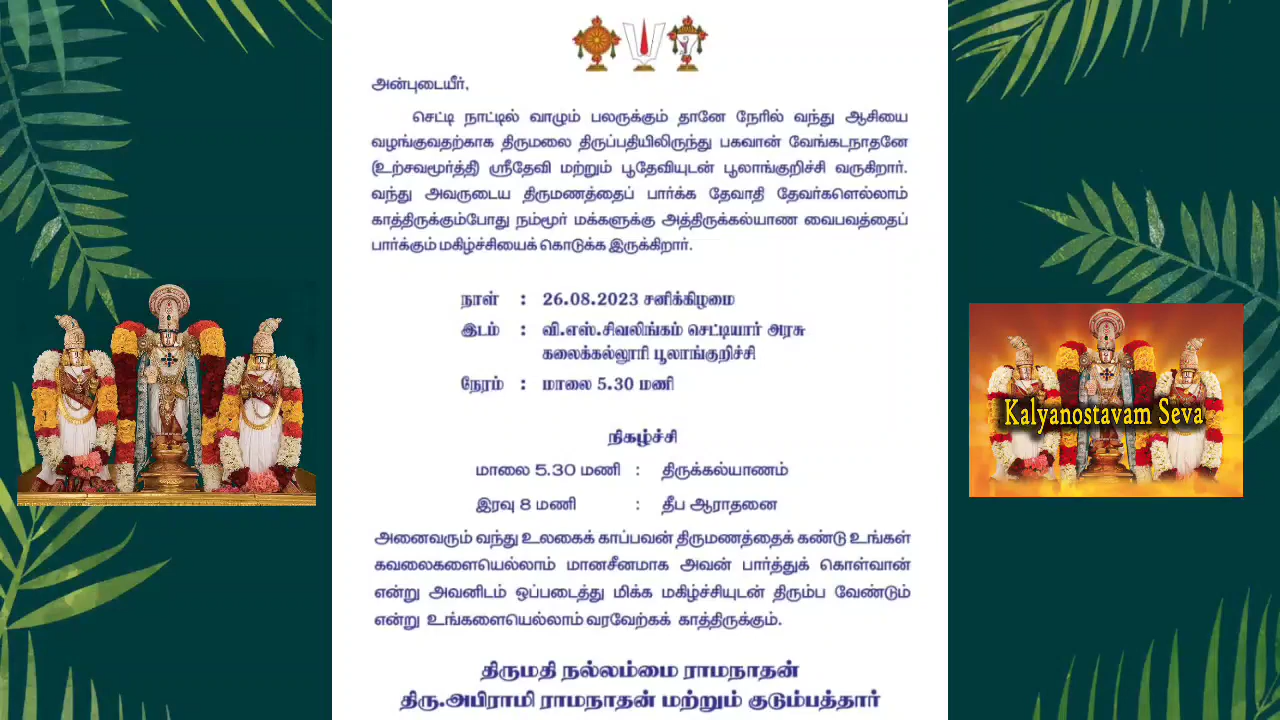 அன்புடையீர்,
செட்டி நாட்டில் வாழும் பலருக்கும் தானே நேரில் வந்து ஆசியை
வழங்குவதற்காக திருமலை திருப்பதியிலிருந்து பகவான் வேங்கடநாதனே
(உற்சவமூர்த்தி) ஸ்ரீதேவி மற்றும் பூதேவியுடன் பூலாங்குறிச்சி வருகிறார்.
வந்து அவருடைய திருமணத்தைப் பார்க்க தேவாதி தேவர்களெல்லாம்
காத்திருக்கும்போது நம்மூர் மக்களுக்கு அத்திருக்கல்யாண வைபவத்தைப்
பார்க்கும் மகிழ்ச்சியைக் கொடுக்க இருக்கிறார்.
நாள் : 26.08.2023 சனிக்கிழமை
இடம் : வி.எஸ்.சிவலிங்கம் செட்டியார் அரசு
கலைக்கல்லூரி பூலாங்குறிச்சி
நேரம் : மாலை 5.30 மணி
நிகழ்ச்சி
மாலை 5.30 மணி : திருக்கல்யாணம்
இரவு 8 மணி : தீப ஆராதனை
அனைவரும் வந்து உலகைக் காப்பவன் திருமணத்தைக் கண்டு உங்கள்
கவலைகளையெல்லாம் மானசீனமாக அவன் பார்த்துக் கொள்வான்
என்று அவனிடம் ஒப்படைத்து மிக்க மகிழ்ச்சியுடன் திரும்ப வேண்டும்
என்று உங்களையெல்லாம் வரவேற்கக் காத்திருக்கும்.
திருமதி நல்லம்மை ராமநாதன்
திரு.அபிராமி ராமநாதன் மற்றும் குடும்பத்தார்
Kalyanostavam Seva